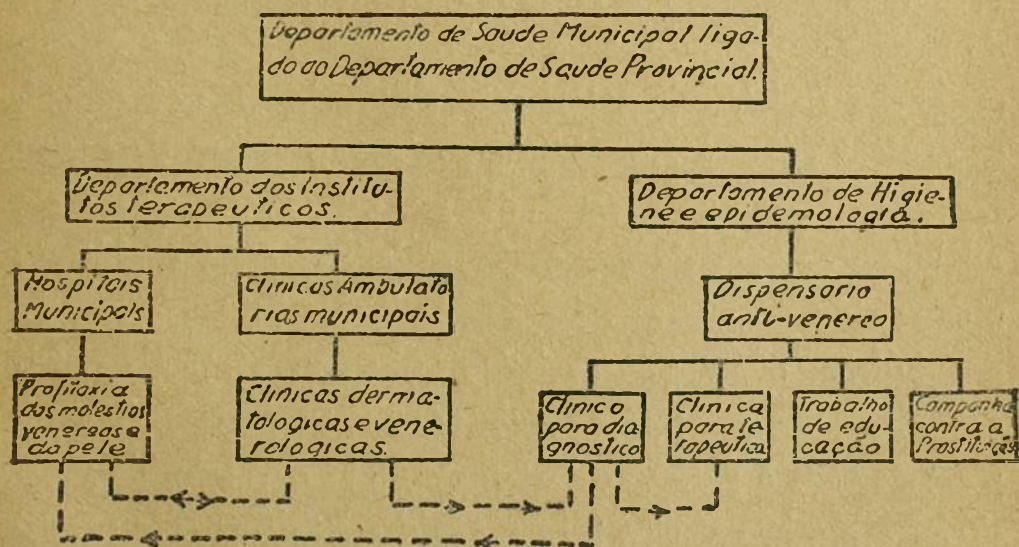 Departamento de Saude Municipal liga-
do ao Departamento de Saude Provincial.
Departamento dos Institu-
tos terapeuticos.
Departamento de Higie-
ne e epidemologia.
Hospitais
Municipais
Clinicas Ambulato
rias municipais
Dispensario
anti-venereo
Profilaxia
das molestias
venereas e
da pele
Clinicas derma-
tologicas e vene-
rologicas.
Clinica
para dia-
gnostico
Clinica
para te-
rapeutica
Trabalho
de edu-
cação
Campanha
contra a
Prostituição